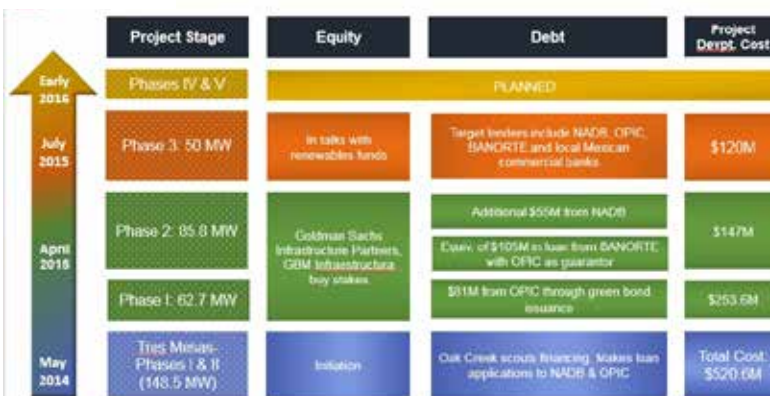 Project Stage
Equity
Debt
Project
Devpt. Cost
Early
2016
Phases IV & V
PLANNED
July
2015
Phase 3: 50 MW
In talks with
renewables funds
Target lenders include NADB, OPIC,
BANORTE and local Mexican
commercial banks
$120M
April
2015
Phase 2: 85.8 MW
Goldman Sachs
Infrastructure Partners,
GBM Infraestructura
buy stakes
Additional $55M from NADB
Equiv. of $105M in loan from BANORTE
with OPIC as guarantor
$147M
Phase I: 62.7 MW
$81M from OPIC through green bond
issuance
$253.6M
May
2014
Tres Mesas-
Phases I & II
(148.5 MW)
Initiation
Oak Creek scouts financing. Makes loan
applications to NADB & OPIC
Total Cost:
$520.6M